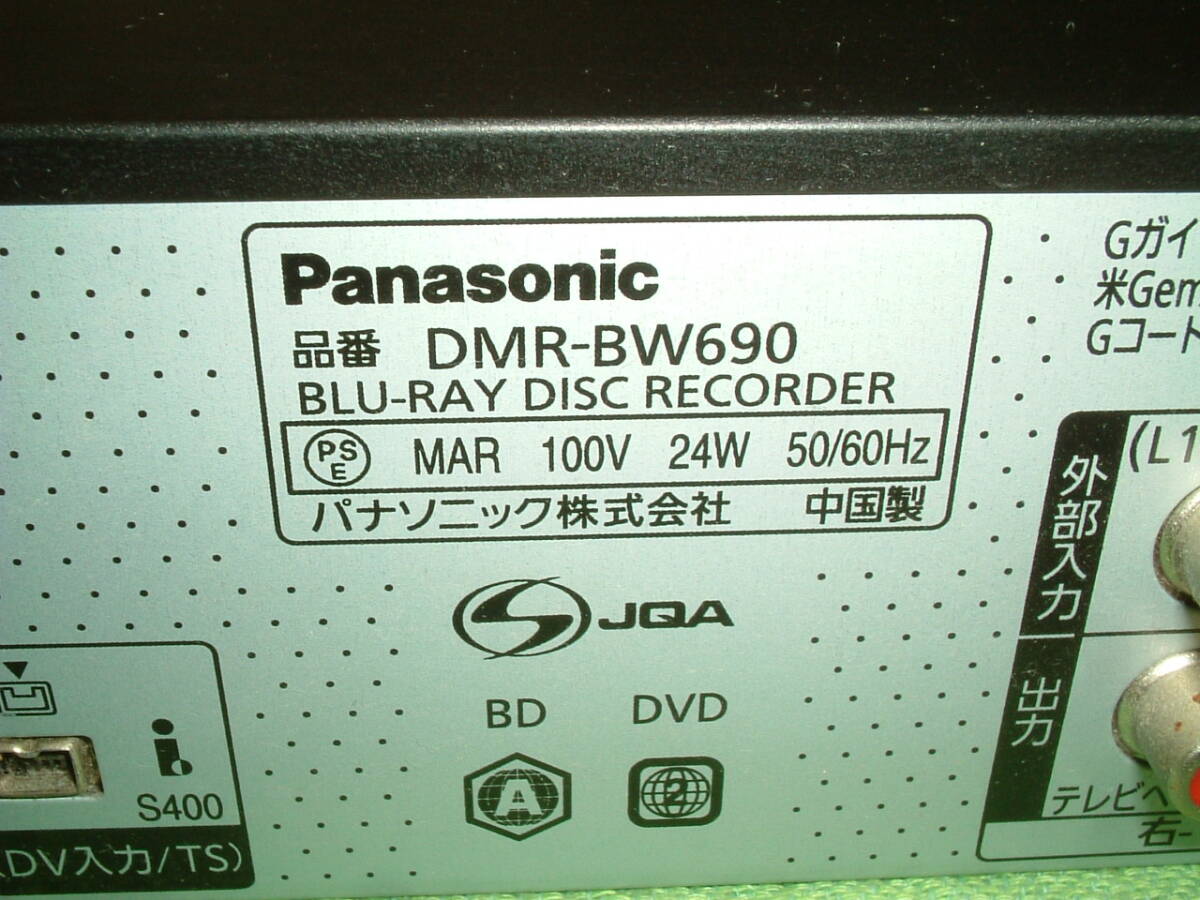 Panasonic
品番 DMR-BW690
BLU-RAY DISC RECORDER
PSE MAR 100V 24W 50/60Hz
パナソニック株式会社 中国製
JQA
BD DVD
A 2
S400
DV入力/TS)
Gガイ
米Gem
Gコート
(L1
外部入力
出力
テレビへ
右-